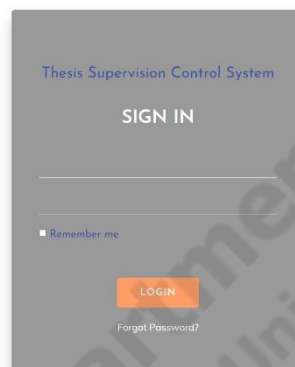 Thesis Supervision Control System
SIGN IN
Remember me
LOGIN
Forgot Password?